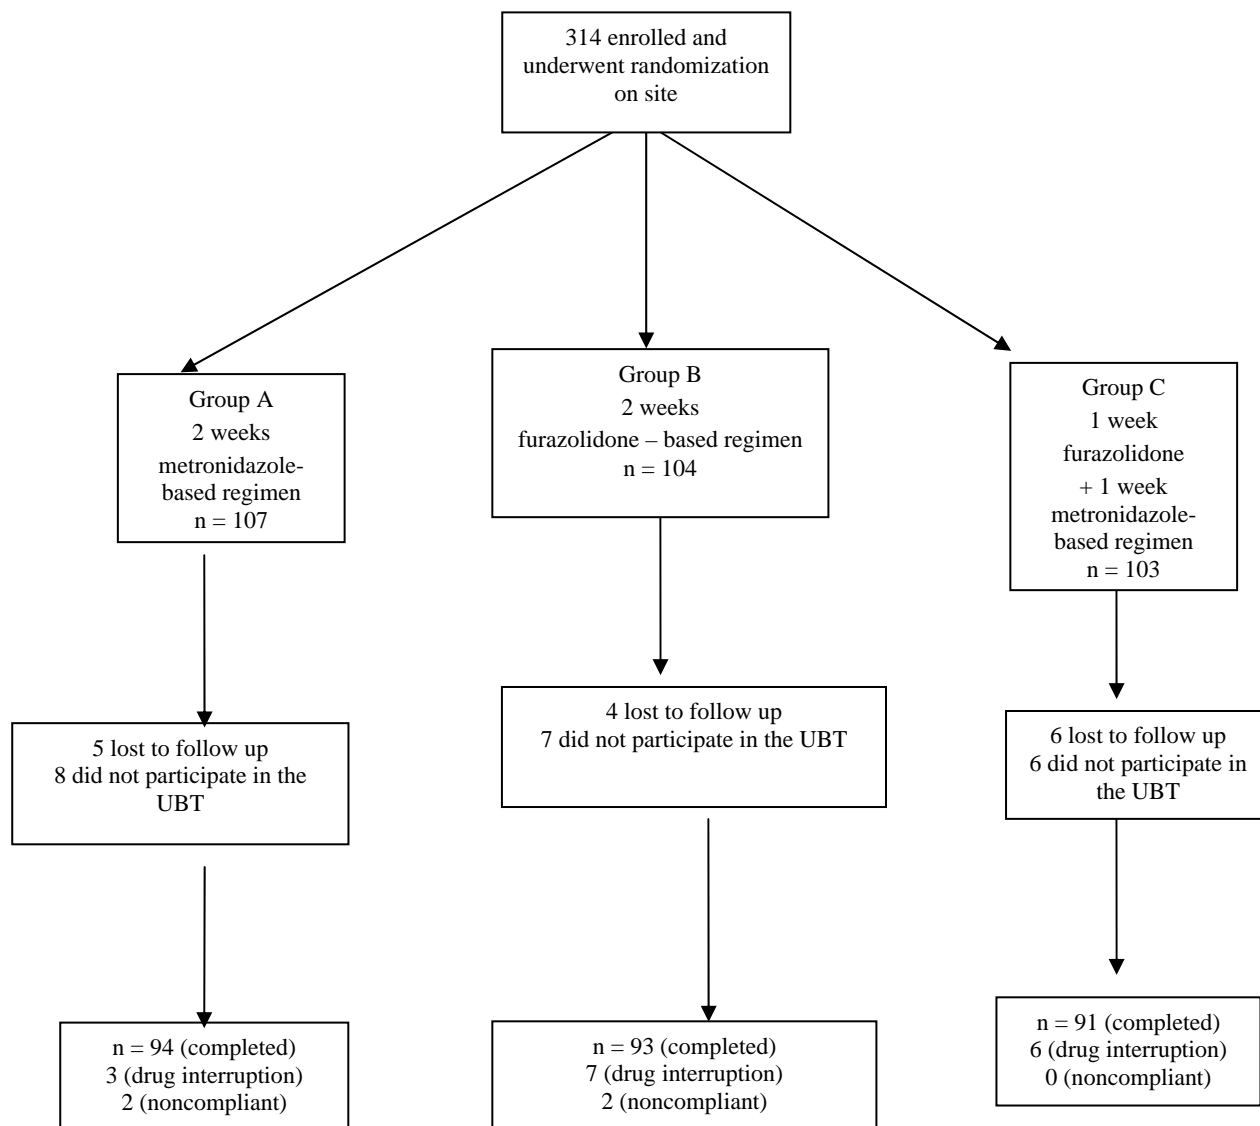 314 enrolled and
underwent randomization
on site
Group A
2 weeks
metronidazole-
based regimen
n = 107
Group B
2 weeks
furazolidone – based regimen
n = 104
Group C
1 week
furazolidone
+ 1 week
metronidazole-
based regimen
n = 103
5 lost to follow up
8 did not participate in the
UBT
4 lost to follow up
7 did not participate in the UBT
6 lost to follow up
6 did not participate in
the UBT
n = 94 (completed)
3 (drug interruption)
2 (noncompliant)
n = 93 (completed)
7 (drug interruption)
2 (noncompliant)
n = 91 (completed)
6 (drug interruption)
0 (noncompliant)